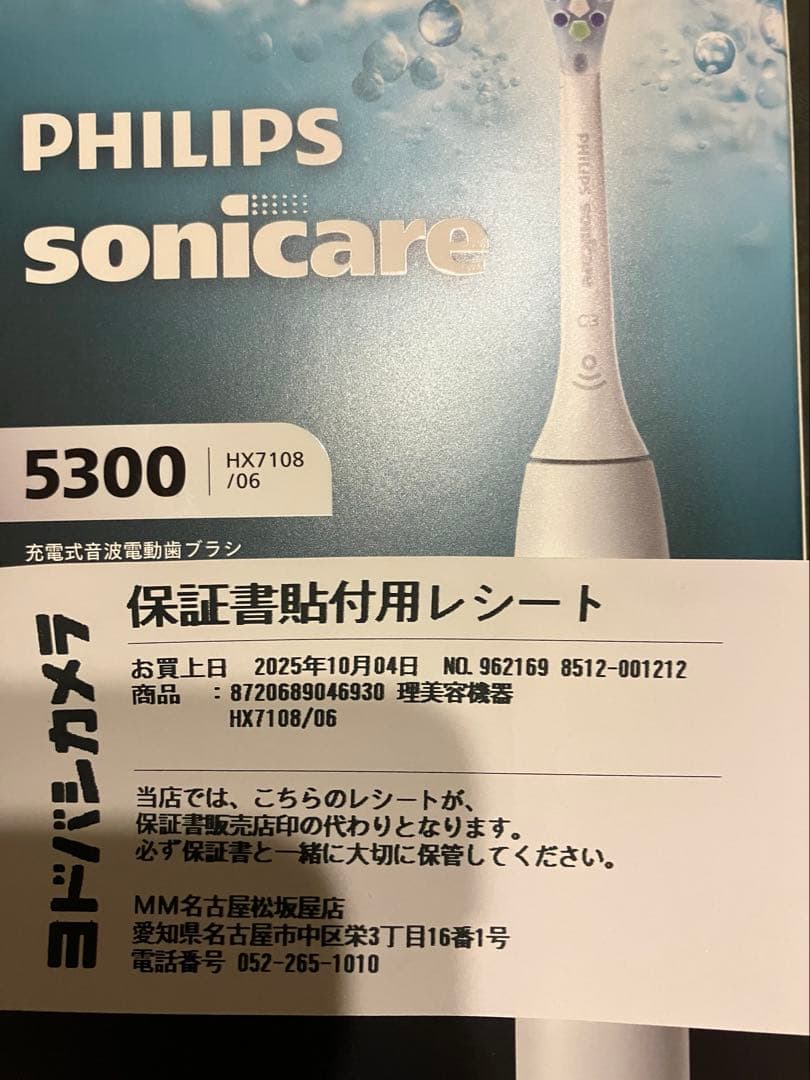 PHILIPS
sonicare
PHILIPS sonicare
5300
HX7108
/06
充電式音波電動歯ブラシ
ヨドバシカメラ
保証書貼付用レシート
お買上日 2025年10月04日 NO.962169 8512-001212
商品 :8720689046930 理美容機器
HX7108/06
当店では、こちらのレシートが、
保証書販売店印の代わりとなります。
必ず保証書と一緒に大切に保管してください。
MM名古屋松坂屋店
愛知県名古屋市中区栄3丁目16番1号
電話番号 052-265-1010